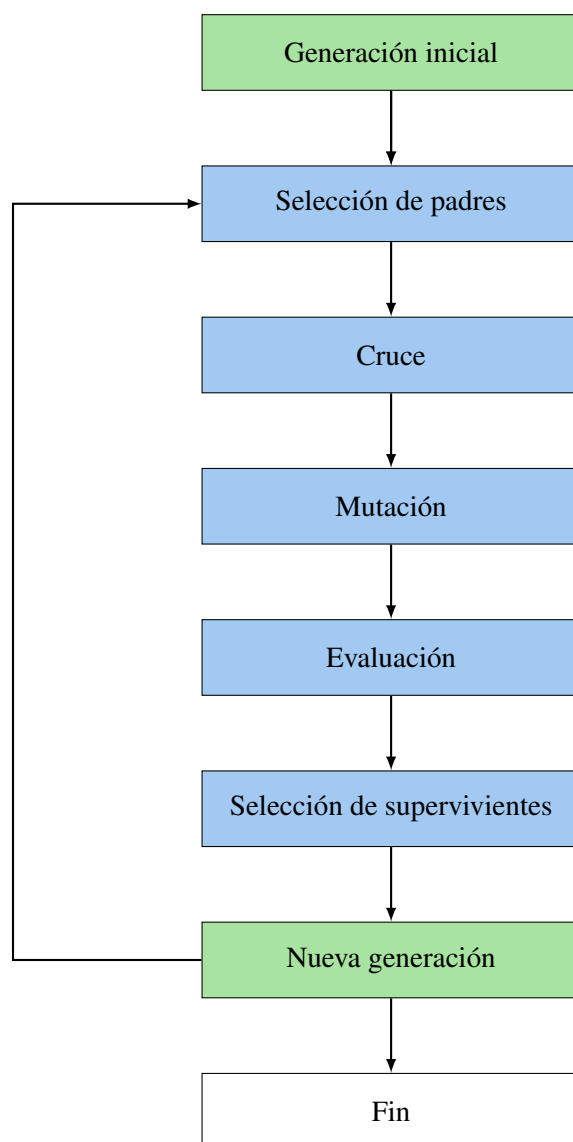 Generación inicial
Selección de padres
Cruce
Mutación
Evaluación
Selección de supervivientes
Nueva generación
Fin